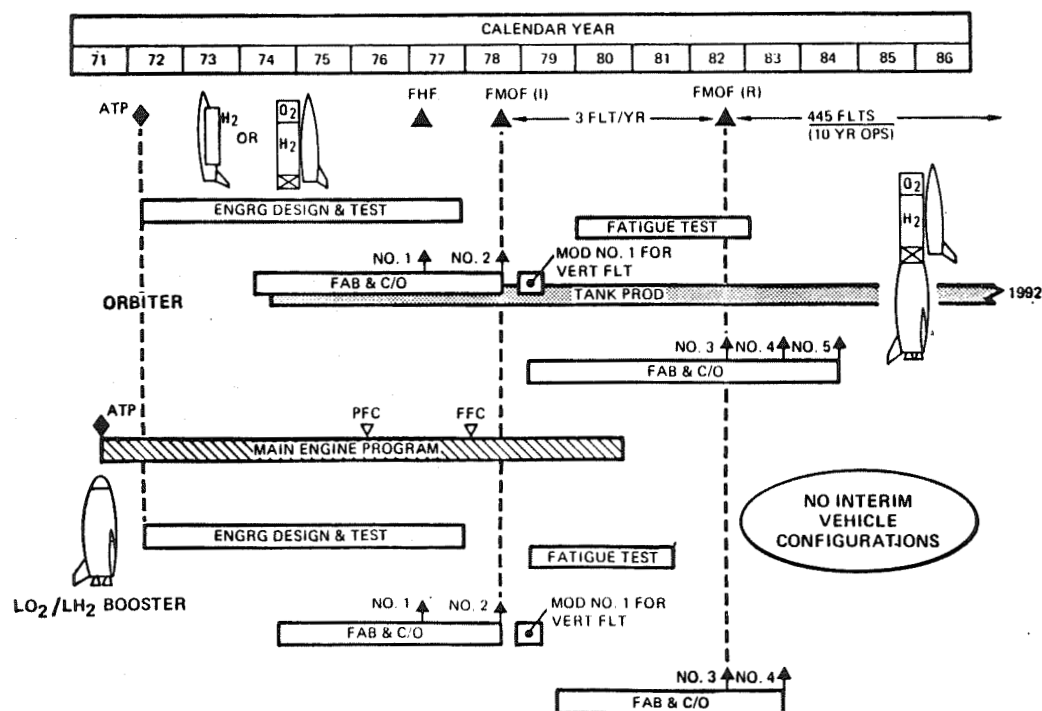 CALENDAR YEAR
71 72 73 74 75 76 77 78 79 80 81 82 83 84 85 86
ATP FHF FMOF (I) FMOF (R)
3 FLT/YR
445 FLTS
(10 YR OPS)
H2
OR
O2
H2
ENGRG DESIGN & TEST
FATIGUE TEST
O2
H2
NO. 1 NO. 2
MOD NO. 1 FOR
VERT FLT
FAB & C/O
ORBITER
TANK PROD
1992
NO. 3 NO. 4 NO. 5
FAB & C/O
ATP
PFC FFC
MAIN ENGINE PROGRAM
NO INTERIM
VEHICLE
CONFIGURATIONS
ENGRG DESIGN & TEST
FATIGUE TEST
LO2/LH2 BOOSTER
NO. 1 NO. 2
MOD NO. 1 FOR
VERT FLT
FAB & C/O
NO. 3 NO. 4
FAB & C/O